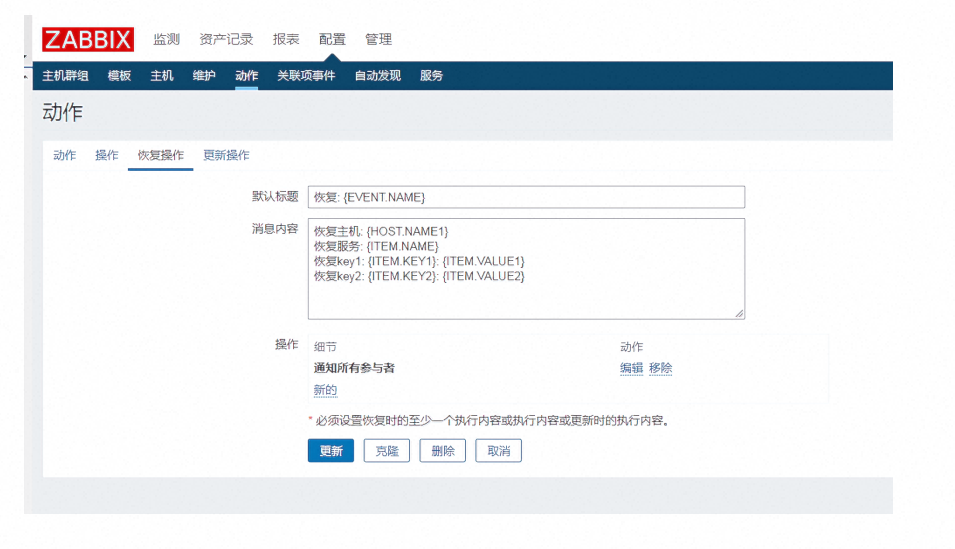 ZABBIX 监测 资产记录 报表 配置 管理
主机群组 模板 主机 维护 动作 关联项事件 自动发现 服务
动作
动作 操作 恢复操作 更新操作
默认标题 恢复: {EVENT.NAME}
消息内容 恢复主机: {HOST.NAME1}
恢复服务: {ITEM.NAME}
恢复key1: {ITEM.KEY1}: {ITEM.VALUE1}
恢复key2: {ITEM.KEY2}: {ITEM.VALUE2}
操作 细节 动作
通知所有参与者 编辑 移除
新的
* 必须设置恢复时的至少一个执行内容或执行内容或更新时的执行内容。
更新 克隆 删除 取消